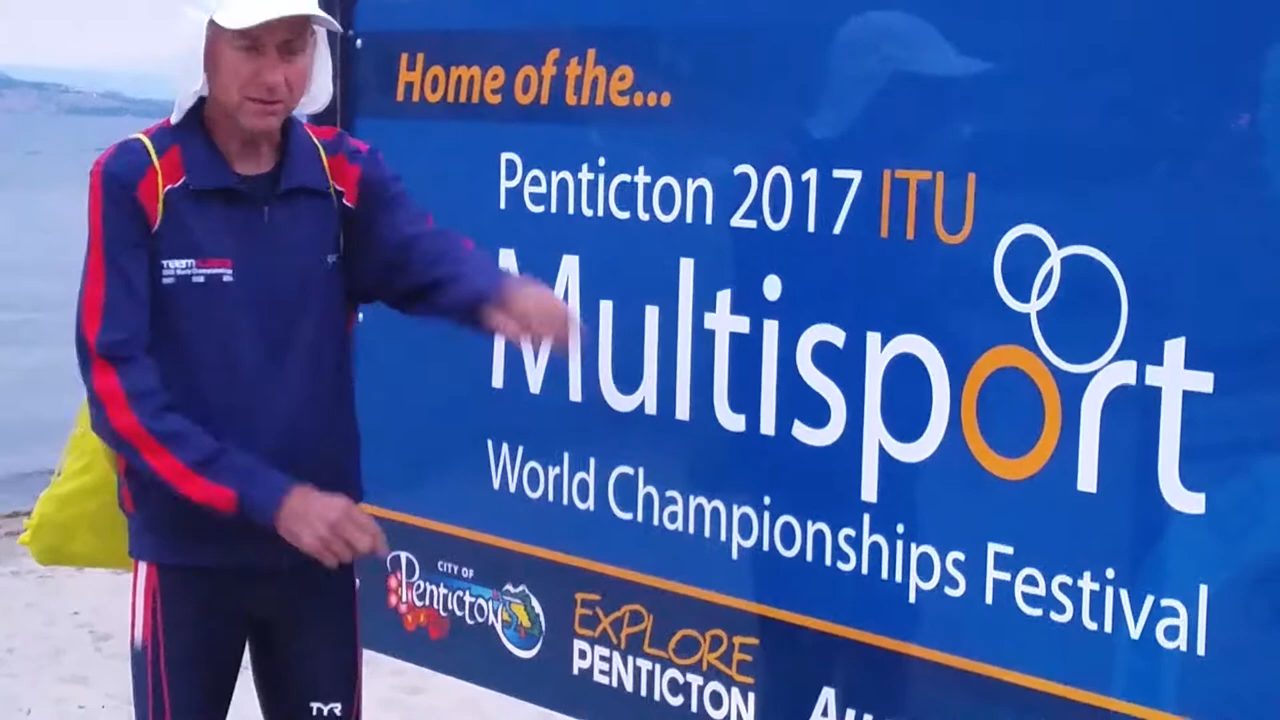 Home of the...
Penticton 2017 ITU
Multisport
World Championships Festival
CITY OF
Penticton
EXPLORE
PENTICTON
TYR